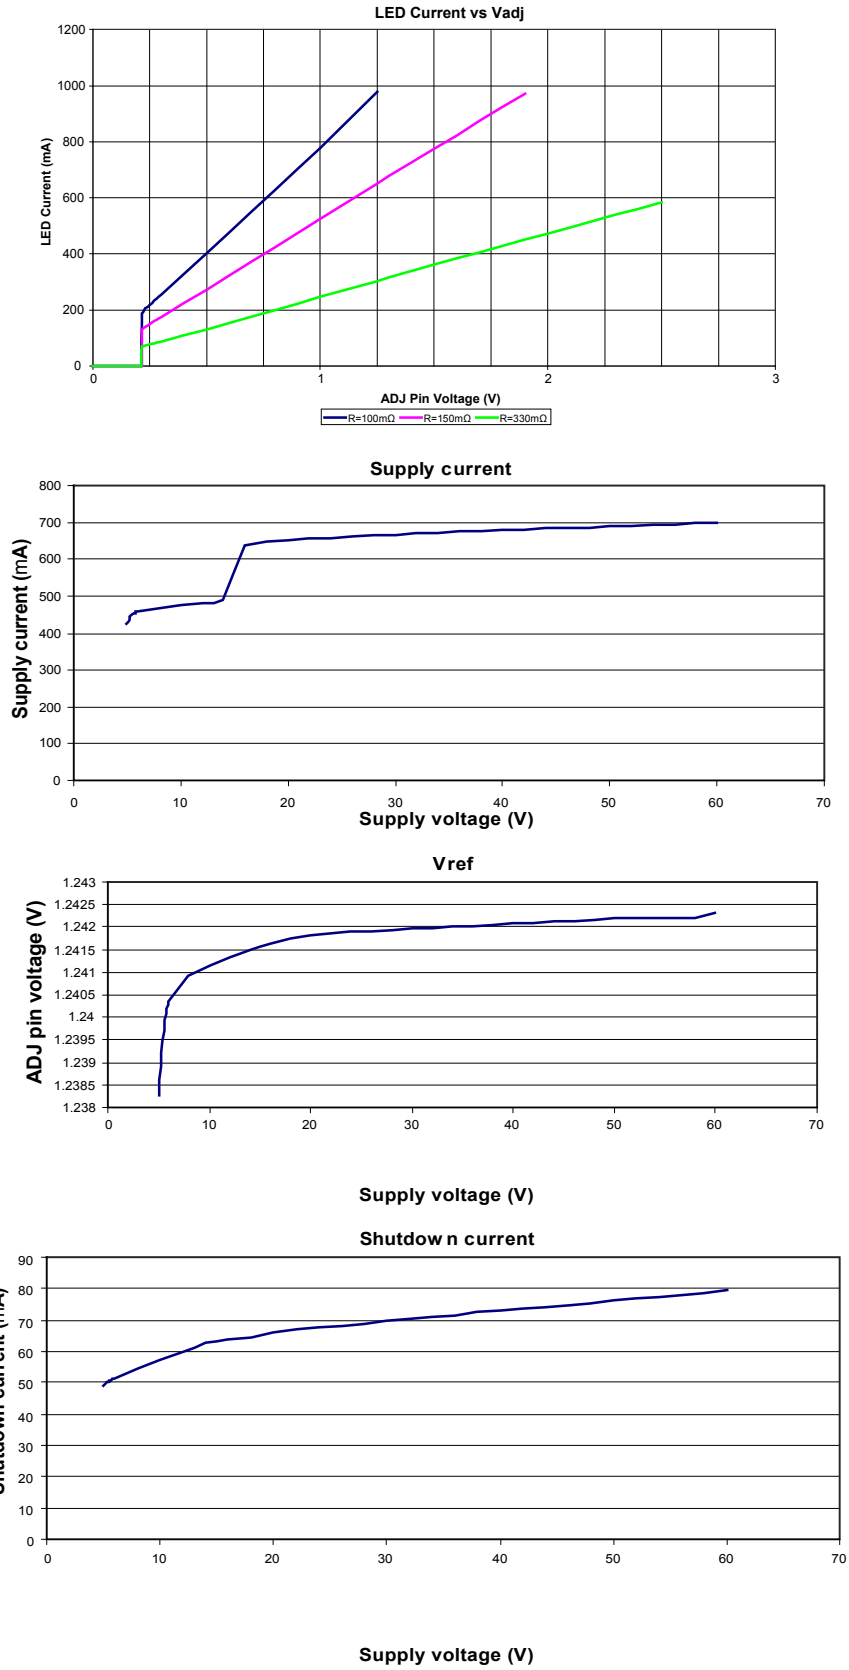 LED Current vs Vadj
1200
1000
800
600
400
200
0
LED Current (mA)
0 1 2 3
ADJ Pin Voltage (V)
R=100mΩ R=150mΩ R=330mΩ
Supply current
800
700
600
500
400
300
200
100
0
Supply current (mA)
0 10 20 30 40 50 60 70
Supply voltage (V)
Vref
1.243
1.2425
1.242
1.2415
1.241
1.2405
1.24
1.2395
1.239
1.2385
1.238
ADJ pin voltage (V)
0 10 20 30 40 50 60 70
Supply voltage (V)
Shutdown current
90
80
70
60
50
40
30
20
10
0
Shutdown current (mA)
0 10 20 30 40 50 60 70
Supply voltage (V)